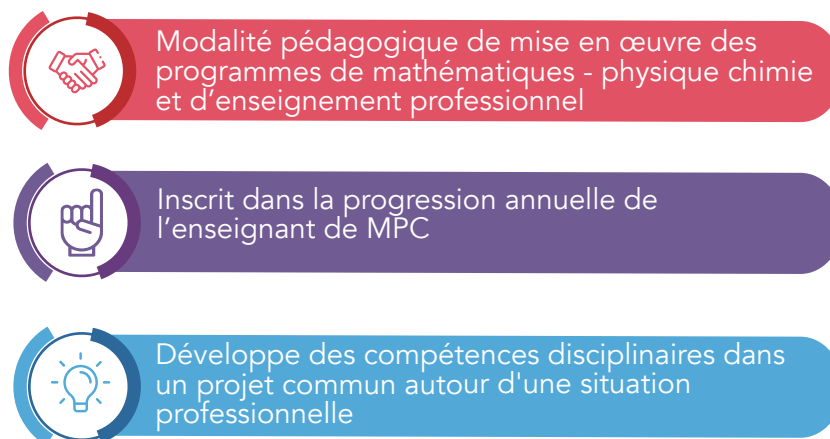 Modalité pédagogique de mise en œuvre des
programmes de mathématiques - physique chimie
et d’enseignement professionnel
Inscrit dans la progression annuelle de
l’enseignant de MPC
Développe des compétences disciplinaires dans
un projet commun autour d'une situation
professionnelle